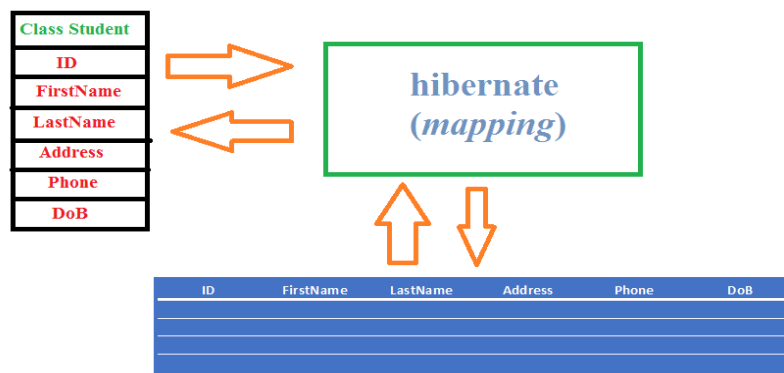 Class Student
ID
FirstName
LastName
Address
Phone
DoB
hibernate
(mapping)
ID FirstName LastName Address Phone DoB